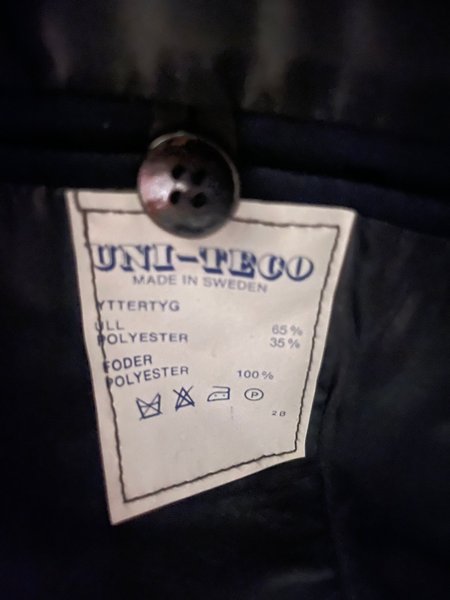 UNI-TECO
MADE IN SWEDEN
YTTERTYG
ULL 65%
POLYESTER 35%
FODER
POLYESTER 100%
P
28